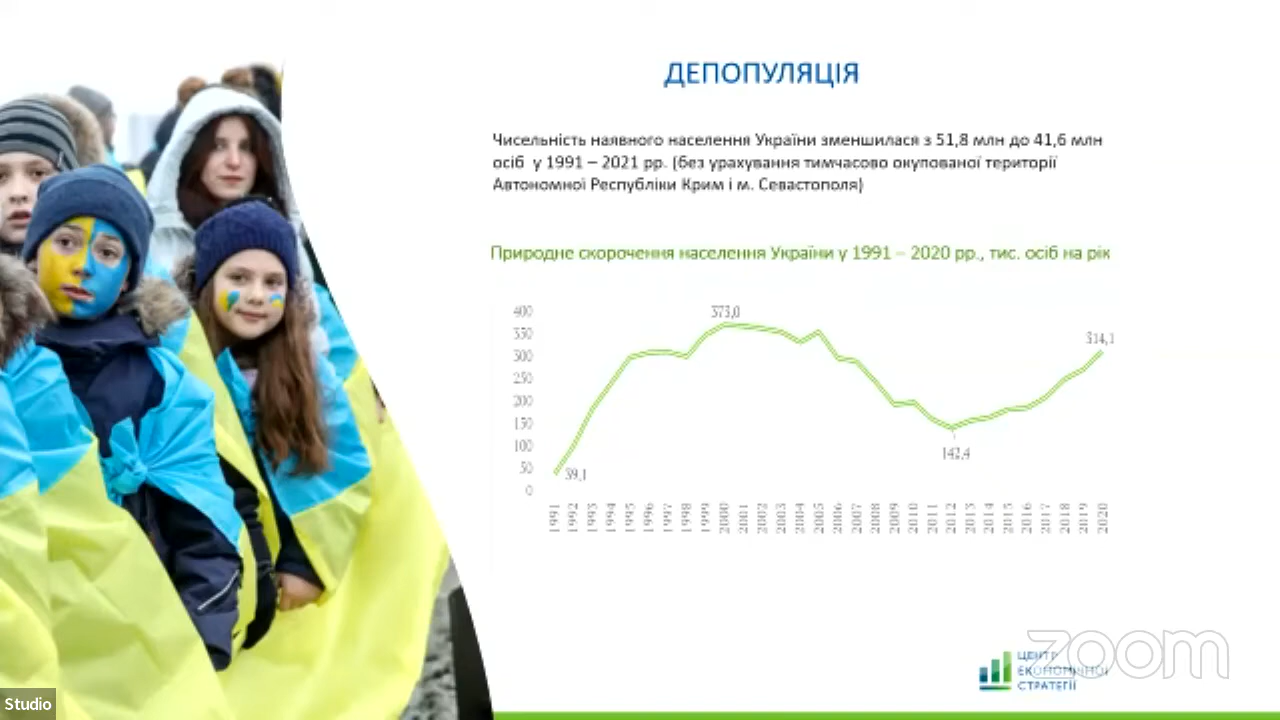 ДЕПОПУЛЯЦІЯ
Чисельність наявного населення України зменшилася з 51,8 млн до 41,6 млн
осіб у 1991 – 2021 рр. (без урахування тимчасово окупованої території
Автономної Республіки Крим і м. Севастополя)
Природне скорочення населення України у 1991 – 2020 рр., тис. осіб на рік
400
350
300
250
200
150
100
50
0
39,1
373,0
142,4
314,1
1991 1992 1993 1994 1995 1996 1997 1998 1999 2000 2001 2002 2003 2004 2005 2006 2007 2008 2009 2010 2011 2012 2013 2014 2015 2016 2017 2018 2019 2020
ЦЕНТР
ЕКОНОМІЧНОЇ
СТРАТЕГІЇ
zoom
Studio